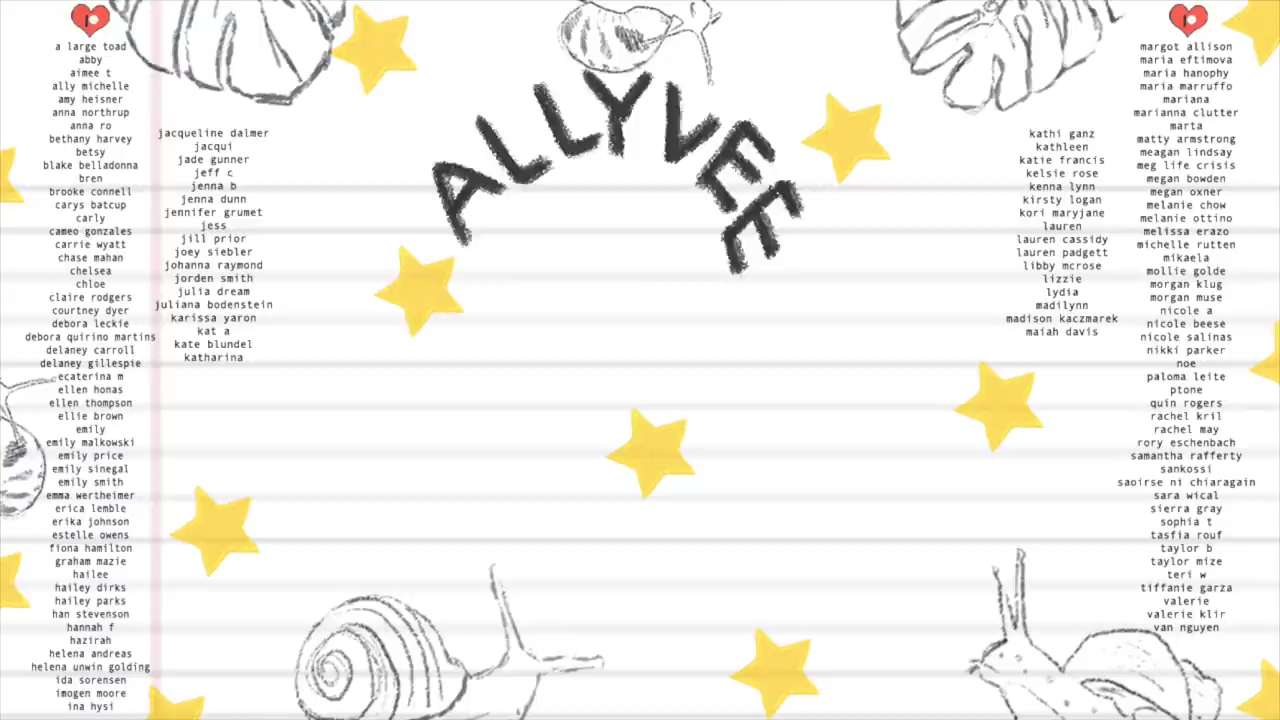 ALLYVEE
a large toad
abby
aimee t
ally michelle
amy heisner
anna northrup
anna ro
bethany harvey
betsy
blake belladonna
bren
brooke connell
carys batcup
carly
cameo gonzales
carrie wyatt
chase mahan
chelsea
chloe
claire rodgers
courtney dyer
debora leckie
debora quirino martins
delaney carroll
delaney gillespie
ecaterina m
ellen honas
ellen thompson
ellie brown
emily
emily malkowski
emily price
emily sinegal
emily smith
emma wertheimer
erica lemble
erika johnson
estelle owens
fiona hamilton
graham mazie
hailee
hailey dirks
hailey parks
han stevenson
hannah f
hazirah
helena andreas
helena unwin golding
ida sorensen
imogen moore
ina hysi
jacqueline dalmer
jacqui
jade gunner
jeff c
jenna b
jenna dunn
jennifer grumet
jess
jill prior
joey siebler
johanna raymond
jorden smith
julia dream
juliana bodenstein
karissa yaron
kat a
kate blundel
katharina
kathi ganz
kathleen
katie francis
kelsie rose
kenna lynn
kirsty logan
kori maryjane
lauren
lauren cassidy
lauren padgett
libby mcrose
lizzie
lydia
madilynn
madison kaczmarek
maiah davis
margot allison
maria eftimova
maria hanophy
maria marruffo
mariana
marianna clutter
marta
matty armstrong
meagan lindsay
meg life crisis
megan bowden
megan oxner
melanie chow
melanie ottino
melissa erazo
michelle rutten
mikaela
mollie golde
morgan klug
morgan muse
nicole a
nicole beese
nicole salinas
nikki parker
noe
paloma leite
ptone
quin rogers
rachel kril
rachel may
rory eschenbach
samantha rafferty
sankossi
saoirse ni chiaragain
sara wical
sierra gray
sophia t
tasfia rouf
taylor b
taylor mize
teri w
tiffanie garza
valerie
valerie klir
van nguyen